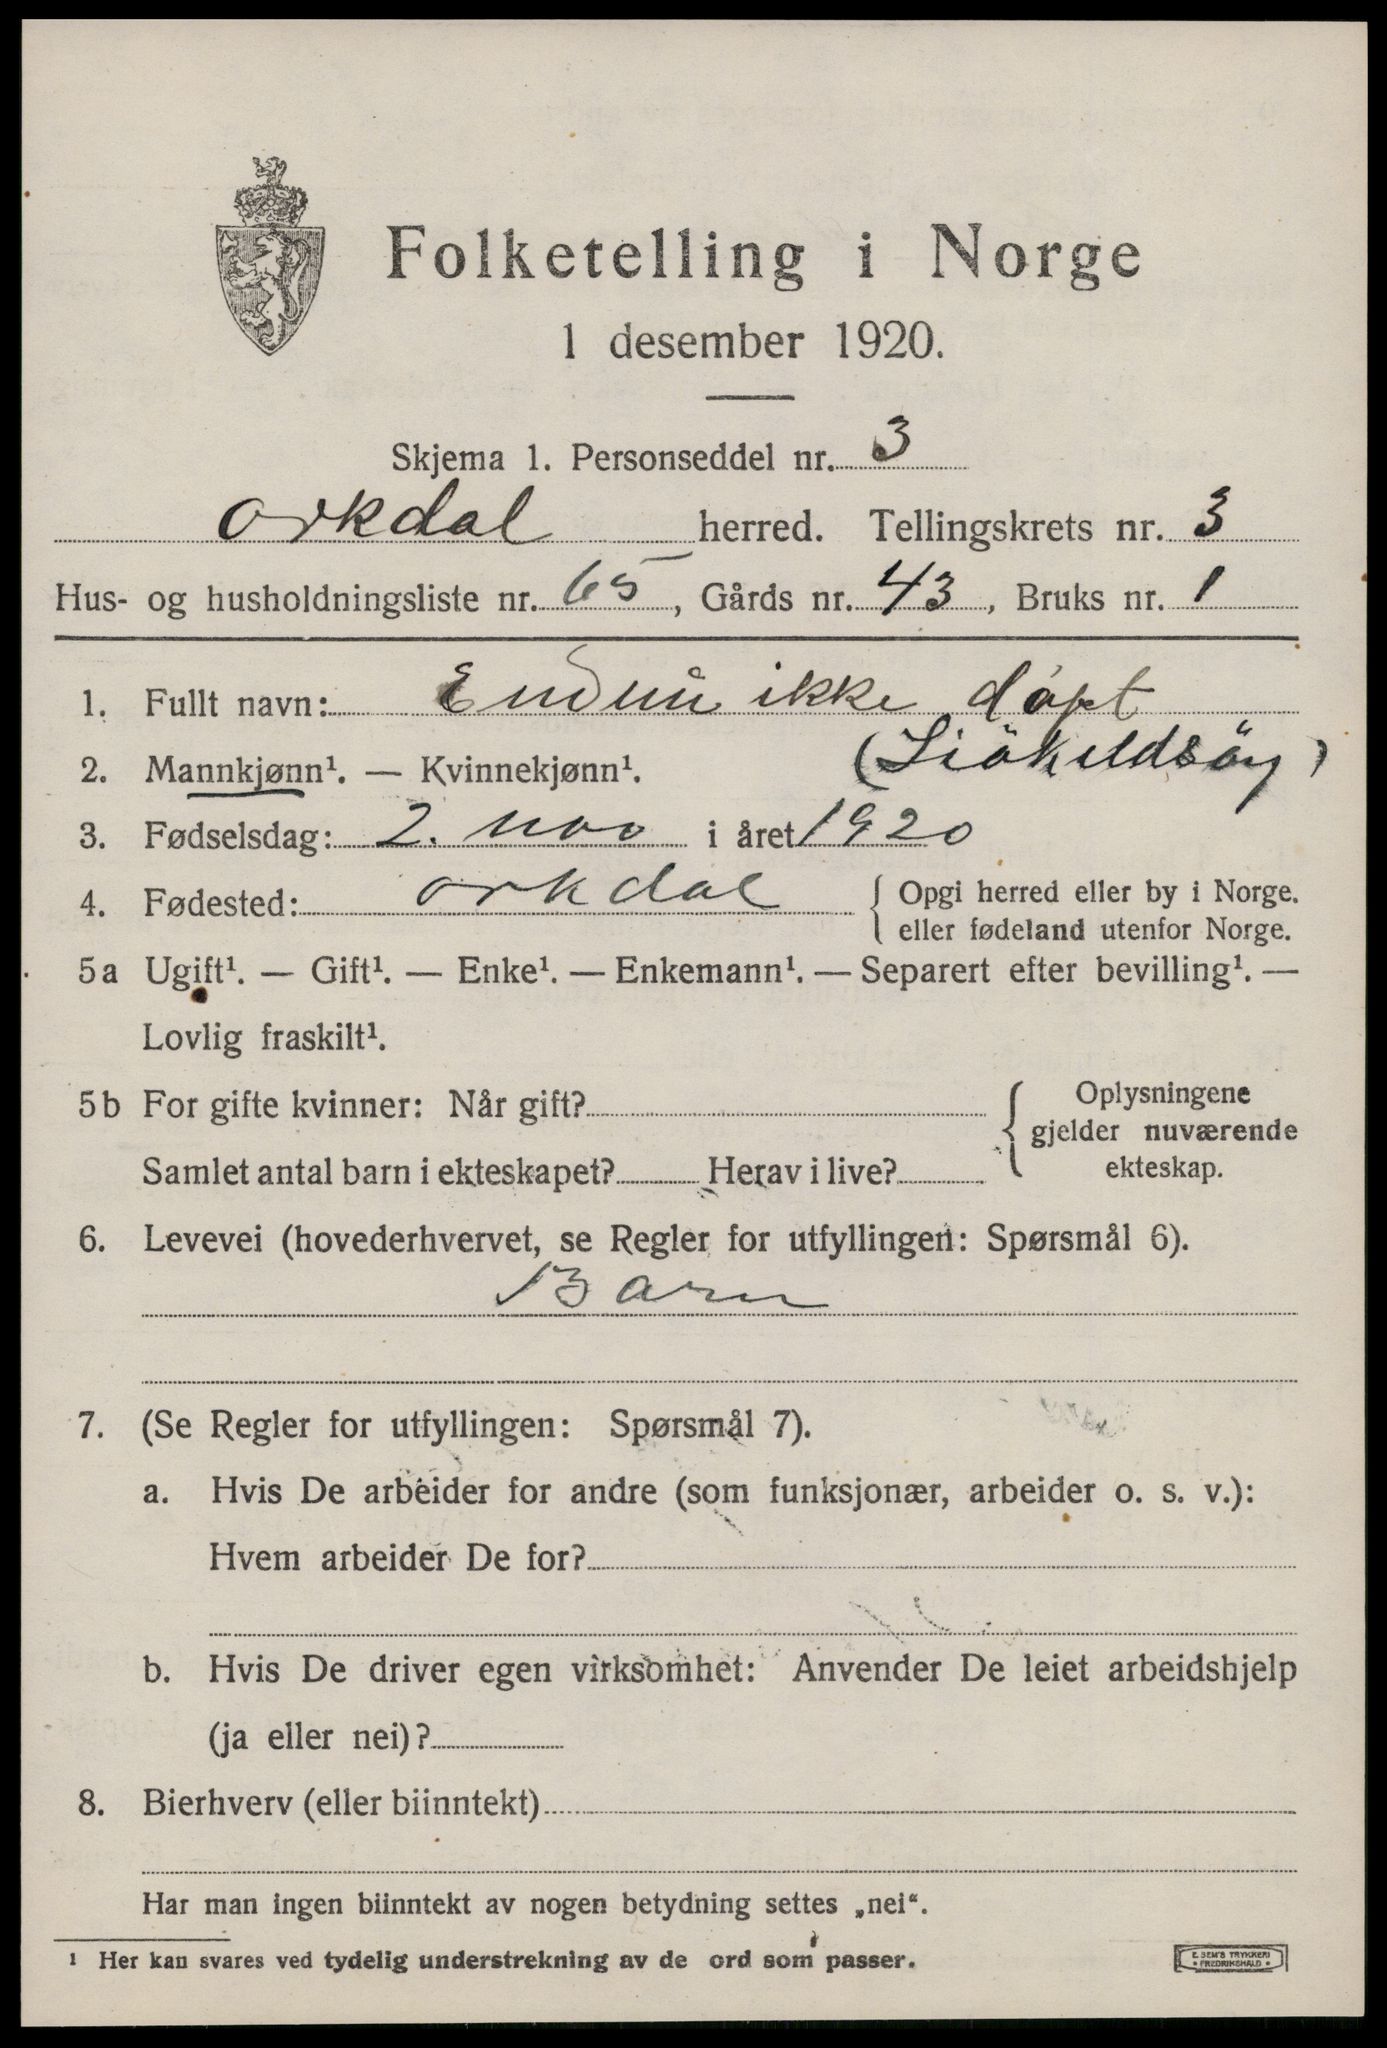 Folketelling i Norge
1 desember 1920.
Skjema 1. Personseddel nr. 3
Orkdal herred. Tellingskrets nr. 3
Hus- og husholdningsliste nr. 65, Gårds nr. 43, Bruks nr. 1
1. Fullt navn: Endnu ikke døpt
2. Mannkjønn¹. — Kvinnekjønn¹.
3. Fødselsdag: 2. nov i året 1920
4. Fødested: Orkdal { Opgi herred eller by i Norge.
eller fødeland utenfor Norge.
5a Ugift¹. — Gift¹. — Enke¹. — Enkemann¹. — Separert efter bevilling¹. —
Lovlig fraskilt¹.
5b For gifte kvinner: Når gift? { Oplysningene
gjelder nuværende
Samlet antal barn i ekteskapet? Herav i live? ekteskap.
6. Levevei (hovederhvervet, se Regler for utfyllingen: Spørsmål 6).
Barn
7. (Se Regler for utfyllingen: Spørsmål 7).
a. Hvis De arbeider for andre (som funksjonær, arbeider o. s. v.):
Hvem arbeider De for?
b. Hvis De driver egen virksomhet: Anvender De leiet arbeidshjelp
(ja eller nei)?
8. Bierhverv (eller biinntekt)
Har man ingen biinntekt av nogen betydning settes „nei“.
¹ Her kan svares ved tydelig understrekning av de ord som passer.
E. SEM'S TRYKKERI
• FREDRIKSHALD •